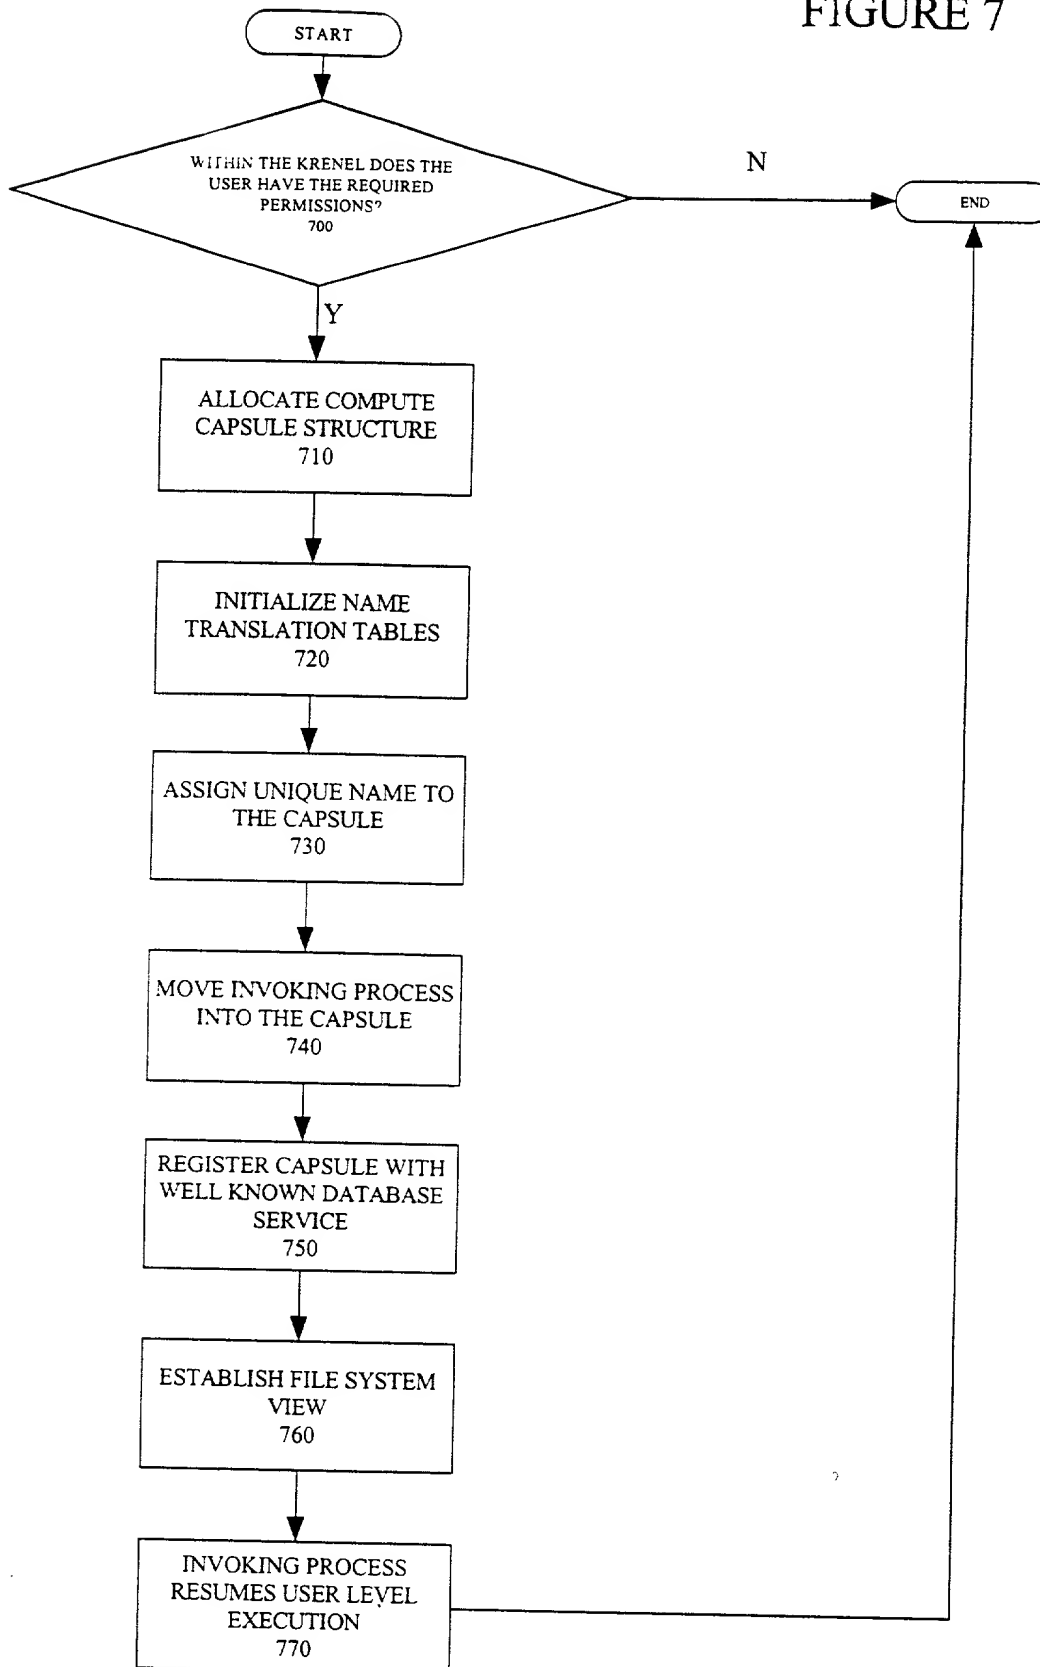 FIGURE 7
START
WITHIN THE KRENEL DOES THE
USER HAVE THE REQUIRED
PERMISSIONS?
700
N
END
Y
ALLOCATE COMPUTE
CAPSULE STRUCTURE
710
INITIALIZE NAME
TRANSLATION TABLES
720
ASSIGN UNIQUE NAME TO
THE CAPSULE
730
MOVE INVOKING PROCESS
INTO THE CAPSULE
740
REGISTER CAPSULE WITH
WELL KNOWN DATABASE
SERVICE
750
ESTABLISH FILE SYSTEM
VIEW
760
INVOKING PROCESS
RESUMES USER LEVEL
EXECUTION
770